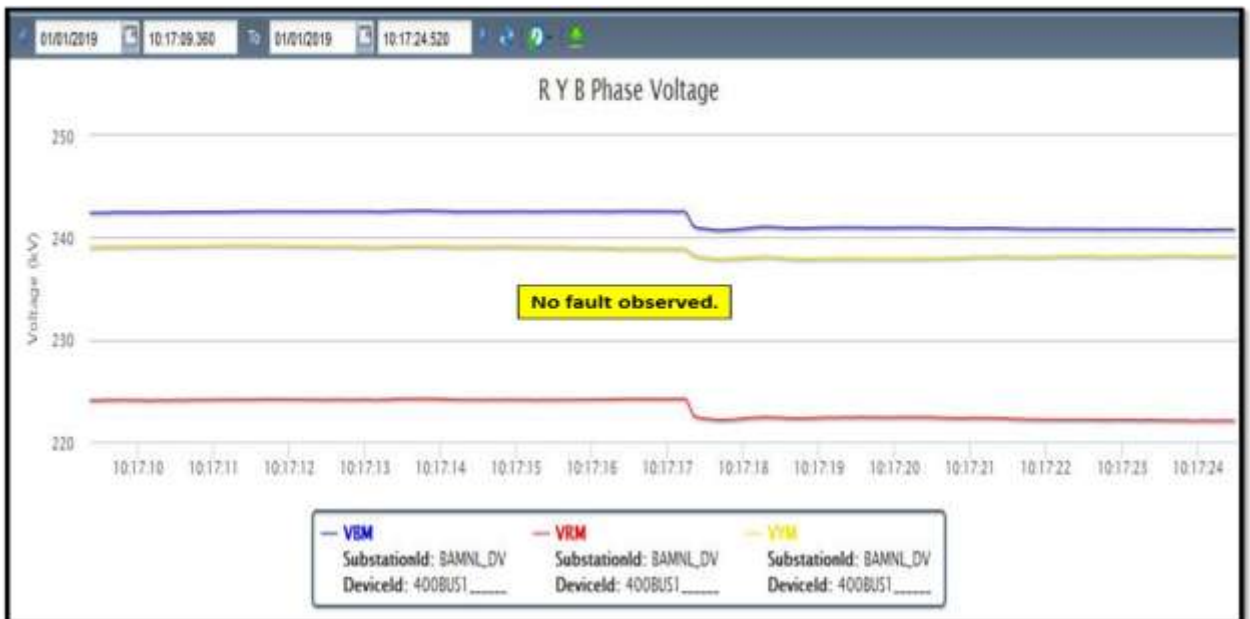 01/01/2019 10:17:09.360 To 01/01/2019 10:17:24.520
R Y B Phase Voltage
250
240
230
220
Voltage (kV)
No fault observed.
10:17:10 10:17:11 10:17:12 10:17:13 10:17:14 10:17:15 10:17:16 10:17:17 10:17:18 10:17:19 10:17:20 10:17:21 10:17:22 10:17:23 10:17:24
VBM VRM VYM
SubstationId: BAMNL_DV SubstationId: BAMNL_DV SubstationId: BAMNL_DV
DeviceId: 400BUS1______ DeviceId: 400BUS1______ DeviceId: 400BUS1______